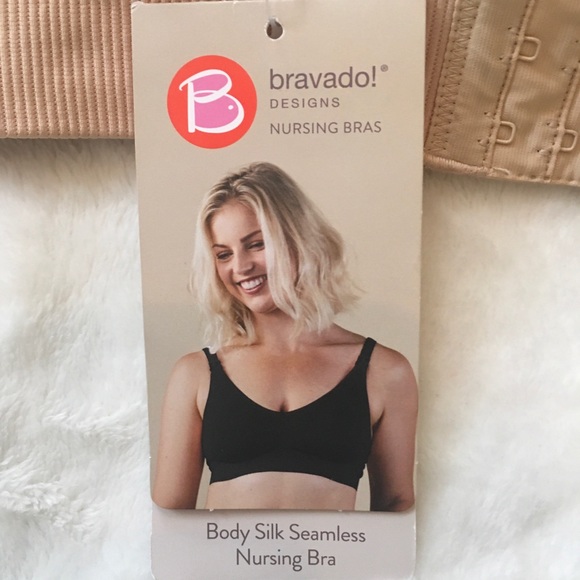 B
bravado!®
DESIGNS
NURSING BRAS
Body Silk Seamless
Nursing Bra